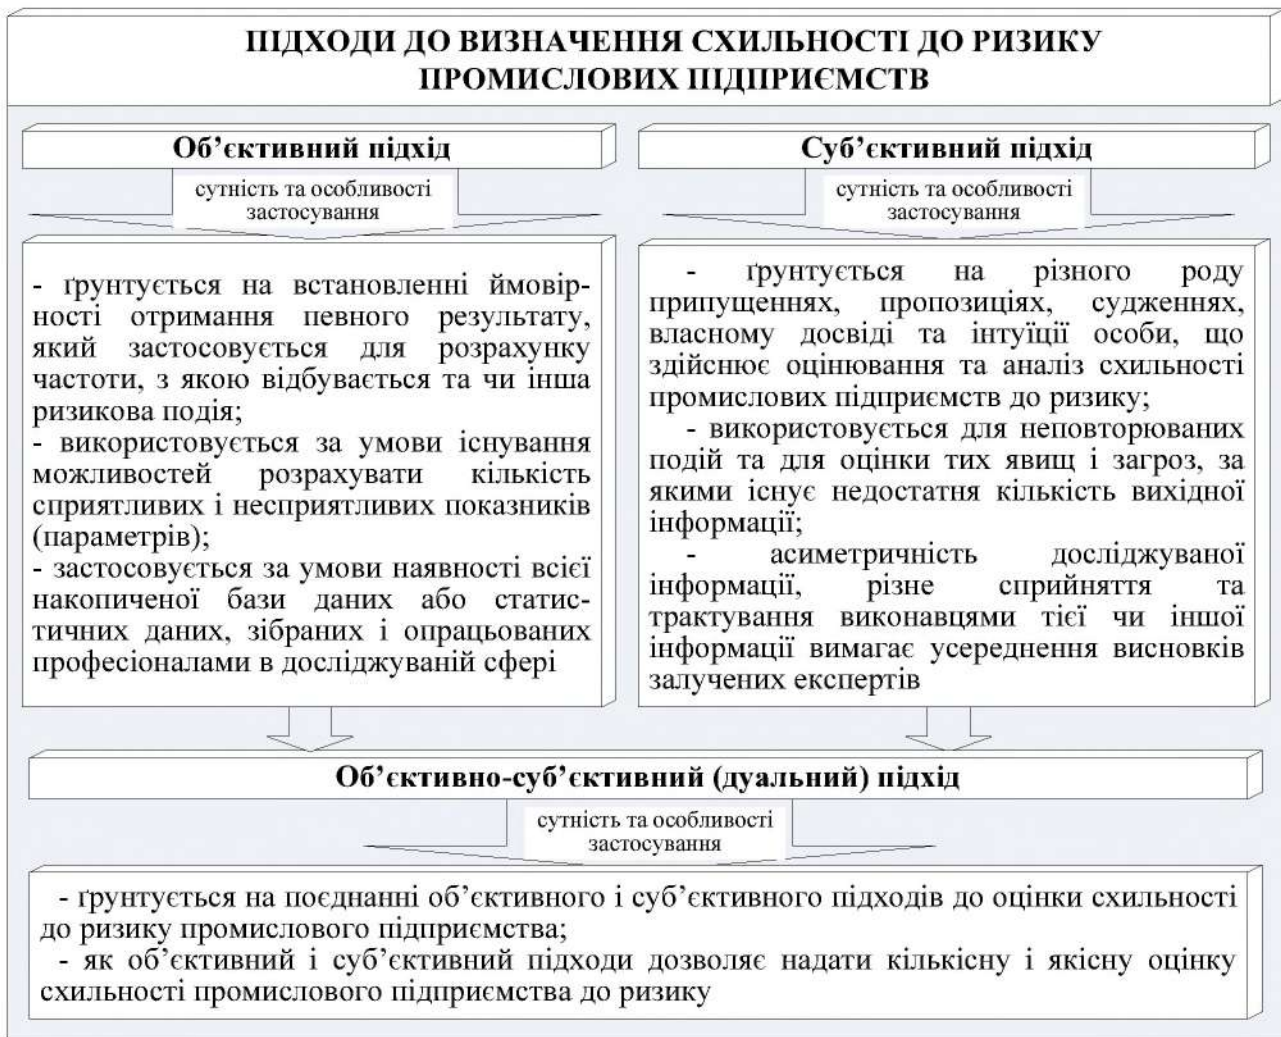 ПІДХОДИ ДО ВИЗНАЧЕННЯ СХИЛЬНОСТІ ДО РИЗИКУ
ПРОМИСЛОВИХ ПІДПРИЄМСТВ
Об’єктивний підхід
сутність та особливості
застосування
- ґрунтується на встановленні ймовір-
ності отримання певного результату,
який застосовується для розрахунку
частоти, з якою відбувається та чи інша
ризикова подія;
- використовується за умови існування
можливостей розрахувати кількість
сприятливих і несприятливих показників
(параметрів);
- застосовується за умови наявності всієї
накопиченої бази даних або статис-
тичних даних, зібраних і опрацьованих
професіоналами в досліджуваній сфері
Суб’єктивний підхід
сутність та особливості
застосування
- ґрунтується на різного роду
припущеннях, пропозиціях, судженнях,
власному досвіді та інтуїції особи, що
здійснює оцінювання та аналіз схильності
промислових підприємств до ризику;
- використовується для неповторюваних
подій та для оцінки тих явищ і загроз, за
якими існує недостатня кількість вихідної
інформації;
- асиметричність досліджуваної
інформації, різне сприйняття та
трактування виконавцями тієї чи іншої
інформації вимагає усереднення висновків
залучених експертів
Об’єктивно-суб’єктивний (дуальний) підхід
сутність та особливості
застосування
- ґрунтується на поєднанні об’єктивного і суб’єктивного підходів до оцінки схильності
до ризику промислового підприємства;
- як об’єктивний і суб’єктивний підходи дозволяє надати кількісну і якісну оцінку
схильності промислового підприємства до ризику